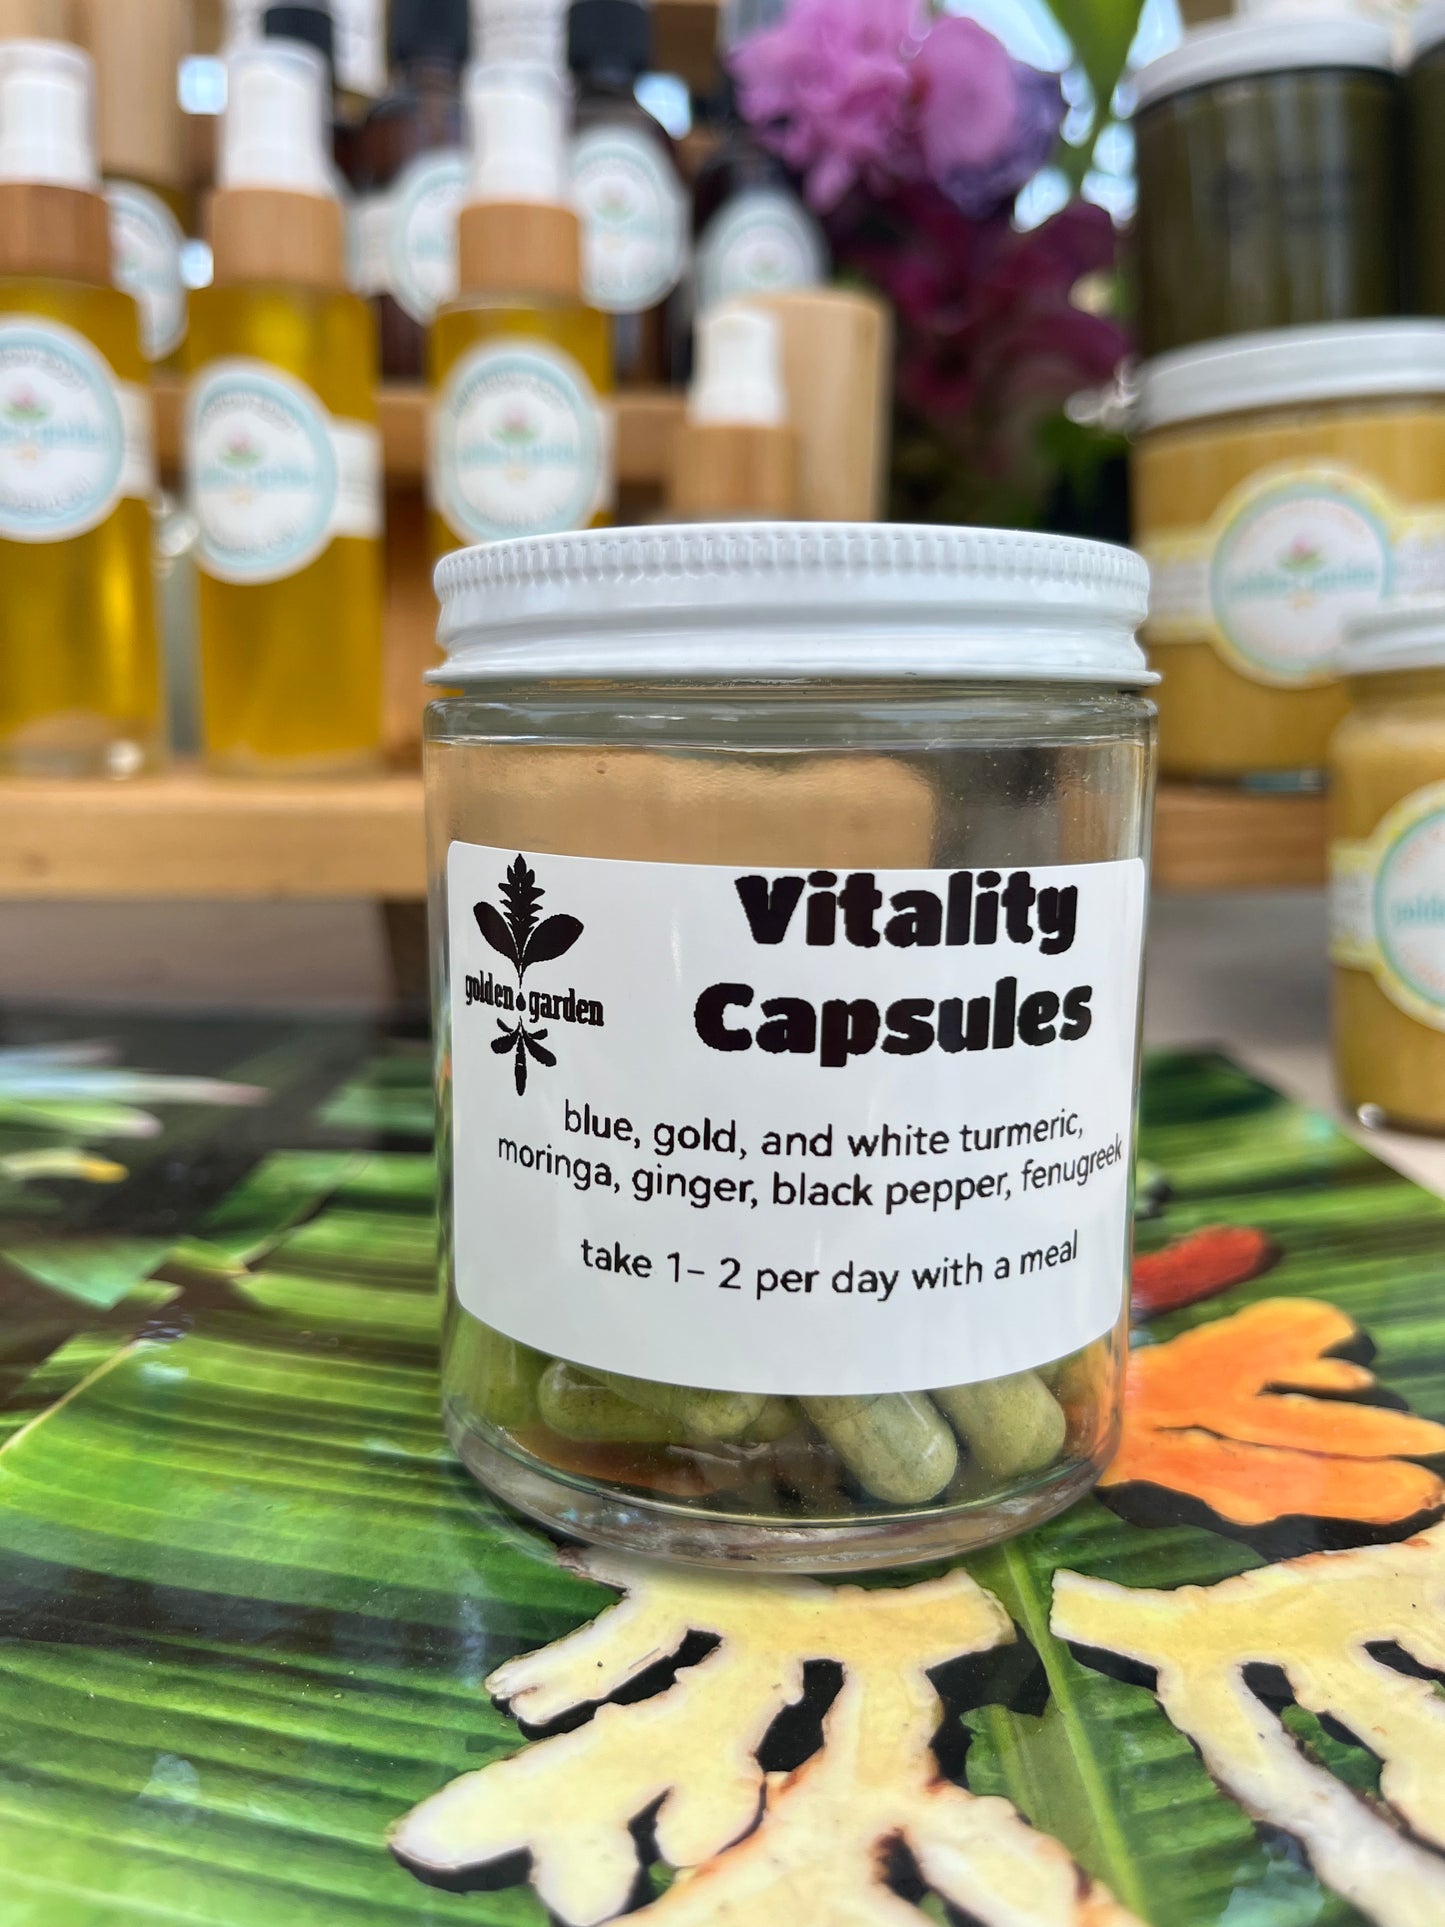 Vitality
Capsules
golden garden
blue, gold, and white turmeric,
moringa, ginger, black pepper, fenugreek
take 1– 2 per day with a meal